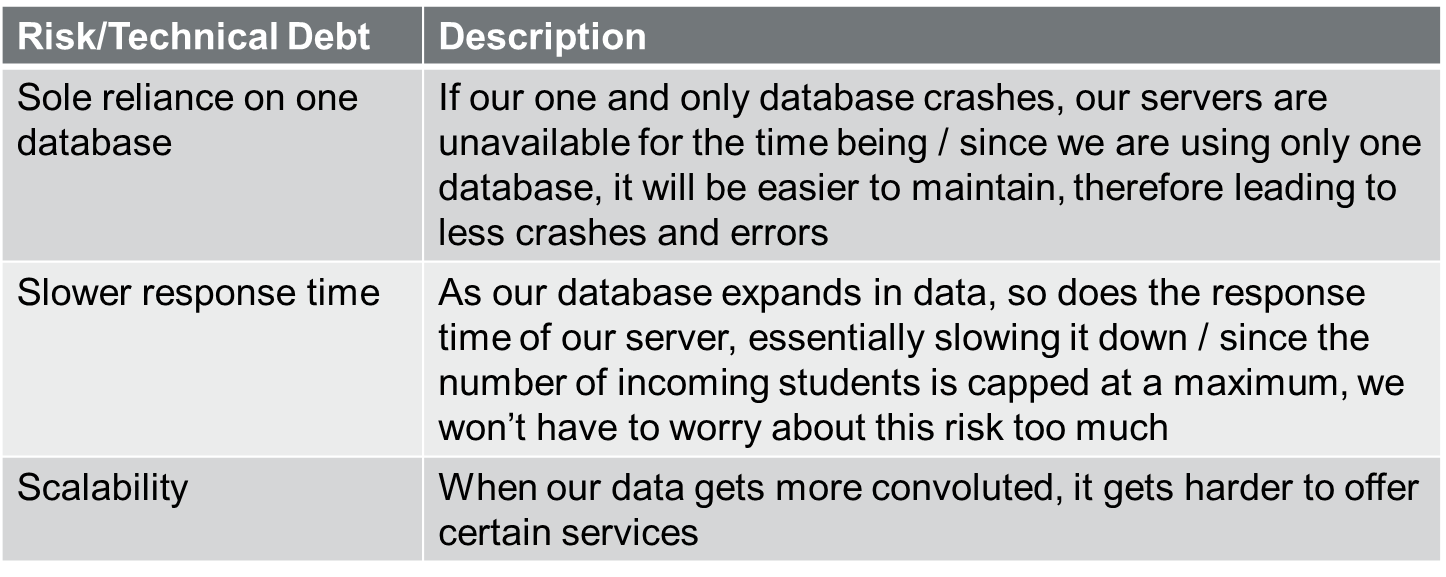 Risk/Technical Debt
Description
Sole reliance on one
database
If our one and only database crashes, our servers are
unavailable for the time being / since we are using only one
database, it will be easier to maintain, therefore leading to
less crashes and errors
Slower response time
As our database expands in data, so does the response
time of our server, essentially slowing it down / since the
number of incoming students is capped at a maximum, we
won’t have to worry about this risk too much
Scalability
When our data gets more convoluted, it gets harder to offer
certain services